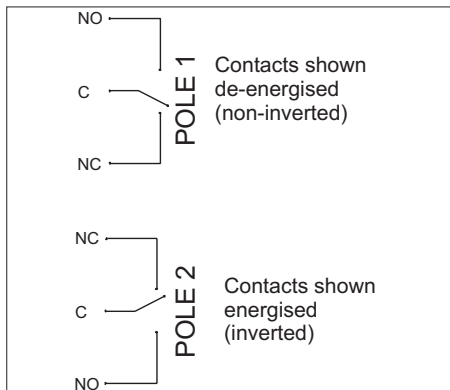 NO
C
NC
POLE 1
Contacts shown
de-energised
(non-inverted)
NC
C
NO
POLE 2
Contacts shown
energised
(inverted)